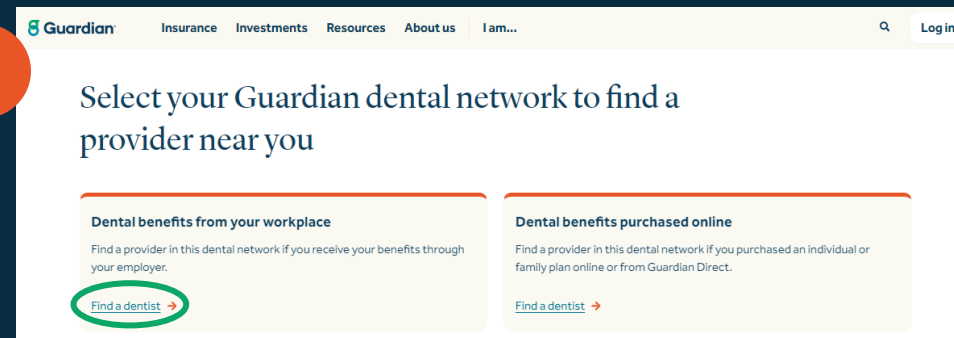 Guardian Insurance Investments Resources About us I am... Log in
Select your Guardian dental network to find a
provider near you
Dental benefits from your workplace
Find a provider in this dental network if you receive your benefits through
your employer.
Find a dentist →
Dental benefits purchased online
Find a provider in this dental network if you purchased an individual or
family plan online or from Guardian Direct.
Find a dentist →